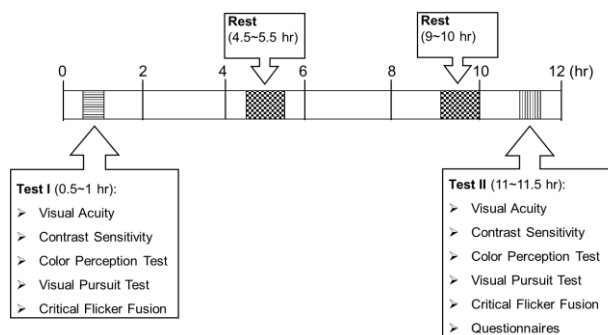 Rest
(4.5~5.5 hr)
Rest
(9~10 hr)
0 2 4 6 8 10 12 (hr)
Test I (0.5~1 hr):
➢ Visual Acuity
➢ Contrast Sensitivity
➢ Color Perception Test
➢ Visual Pursuit Test
➢ Critical Flicker Fusion
Test II (11~11.5 hr):
➢ Visual Acuity
➢ Contrast Sensitivity
➢ Color Perception Test
➢ Visual Pursuit Test
➢ Critical Flicker Fusion
➢ Questionnaires